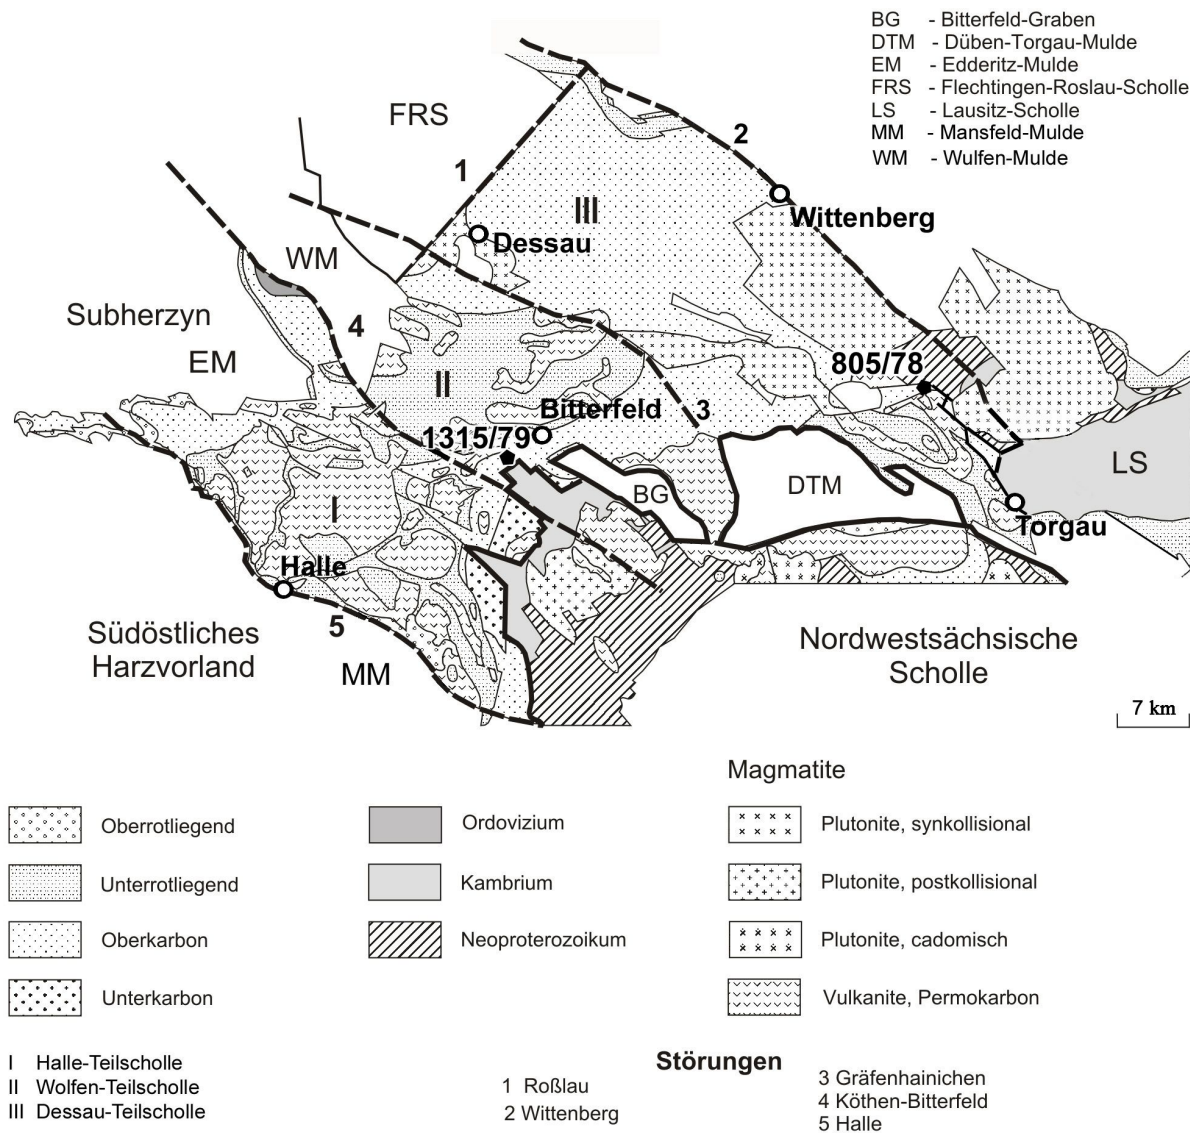 BG - Bitterfeld-Graben
DTM - Düben-Torgau-Mulde
EM - Edderitz-Mulde
FRS - Flechtingen-Roslau-Scholle
LS - Lausitz-Scholle
MM - Mansfeld-Mulde
WM - Wulfen-Mulde
FRS
2
1
III
Wittenberg
Dessau
WM
Subherzyn
4
EM
805/78
II
Bitterfeld
3
1315/79
LS
BG
DTM
I
Torgau
Halle
5
Südöstliches
Harzvorland
MM
Nordwestsächsische
Scholle
7 km
Magmatite
Oberrotliegend
Ordovizium
Plutonite, synkollisional
Unterrotliegend
Kambrium
Plutonite, postkollisional
Oberkarbon
Neoproterozoikum
Plutonite, cadomisch
Unterkarbon
Vulkanite, Permokarbon
I Halle-Teilscholle
II Wolfen-Teilscholle
III Dessau-Teilscholle
Störungen
1 Roßlau
2 Wittenberg
3 Gräfenhainichen
4 Köthen-Bitterfeld
5 Halle